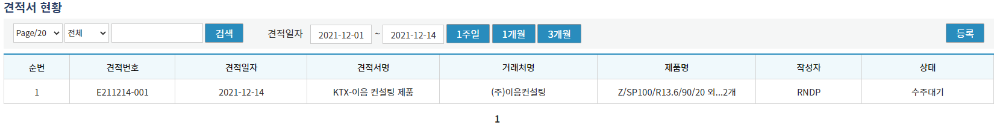 견적서 현황
Page/20 전체 검색 견적일자 2021-12-01 ~ 2021-12-14 1주일 1개월 3개월 등록
순번 견적번호 견적일자 견적서명 거래처명 제품명 작성자 상태
1 E211214-001 2021-12-14 KTX-이음 컨설팅 제품 (주)이음컨설팅 Z/SP100/R13.6/90/20 외...2개 RNDP 수주대기
1